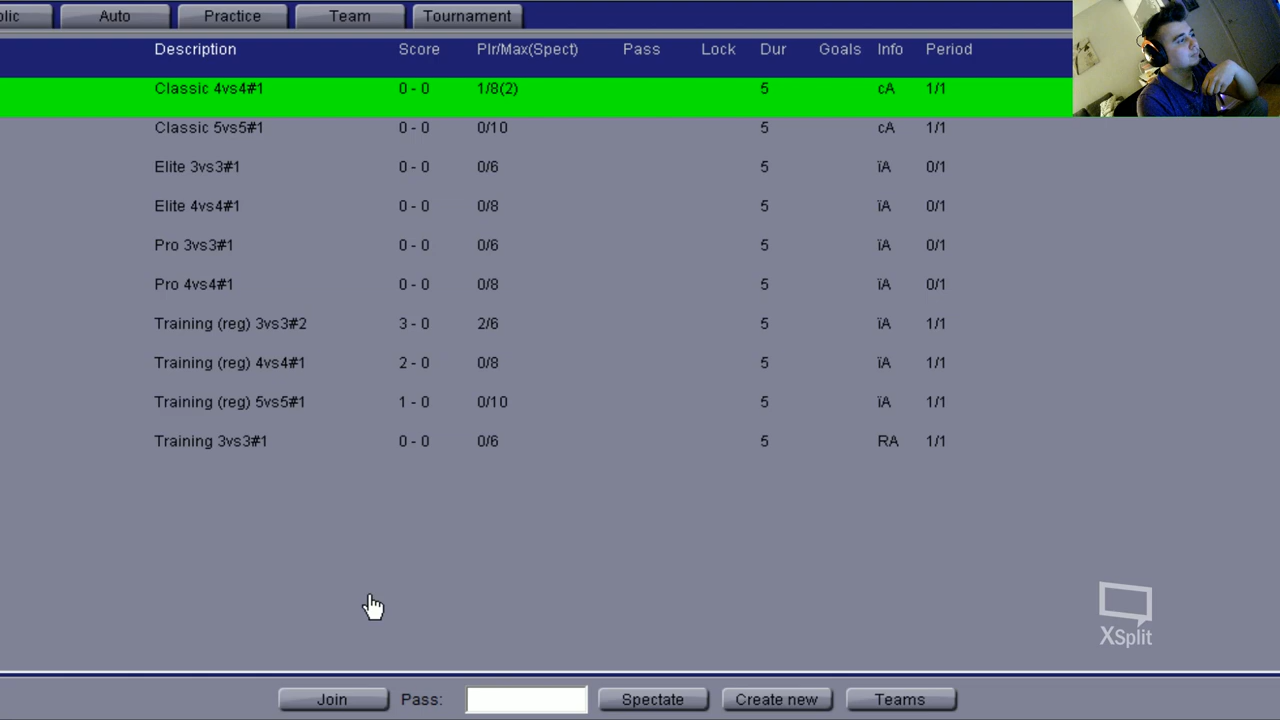 blic Auto Practice Team Tournament
Description Score Plr/Max(Spect) Pass Lock Dur Goals Info Period
Classic 4vs4#1 0 - 0 1/8(2) 5 cA 1/1
Classic 5vs5#1 0 - 0 0/10 5 cA 1/1
Elite 3vs3#1 0 - 0 0/6 5 ïA 0/1
Elite 4vs4#1 0 - 0 0/8 5 ïA 0/1
Pro 3vs3#1 0 - 0 0/6 5 ïA 0/1
Pro 4vs4#1 0 - 0 0/8 5 ïA 0/1
Training (reg) 3vs3#2 3 - 0 2/6 5 ïA 1/1
Training (reg) 4vs4#1 2 - 0 0/8 5 ïA 1/1
Training (reg) 5vs5#1 1 - 0 0/10 5 ïA 1/1
Training 3vs3#1 0 - 0 0/6 5 RA 1/1
XSplit
Join Pass: Spectate Create new Teams